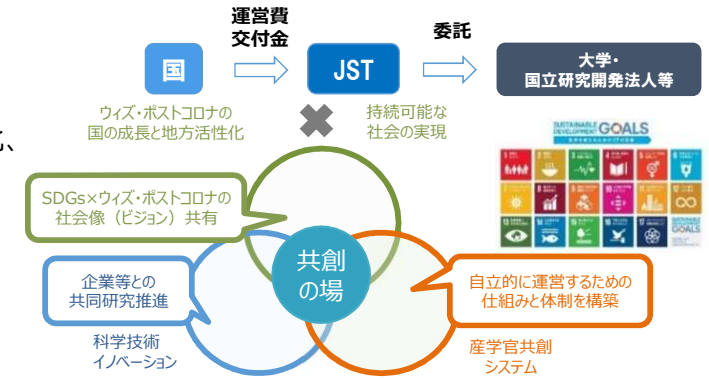 運営費
交付金
委託
国
JST
大学・
国立研究開発法人等
ウィズ・ポストコロナの
国の成長と地方活性化
持続可能な
社会の実現
SUSTAINABLE
DEVELOPMENT GOALS
SDGs×ウィズ・ポストコロナの
社会像（ビジョン）共有
共創
の場
企業等との
共同研究推進
自立的に運営するための
仕組みと体制を構築
科学技術
イノベーション
産学官共創
システム